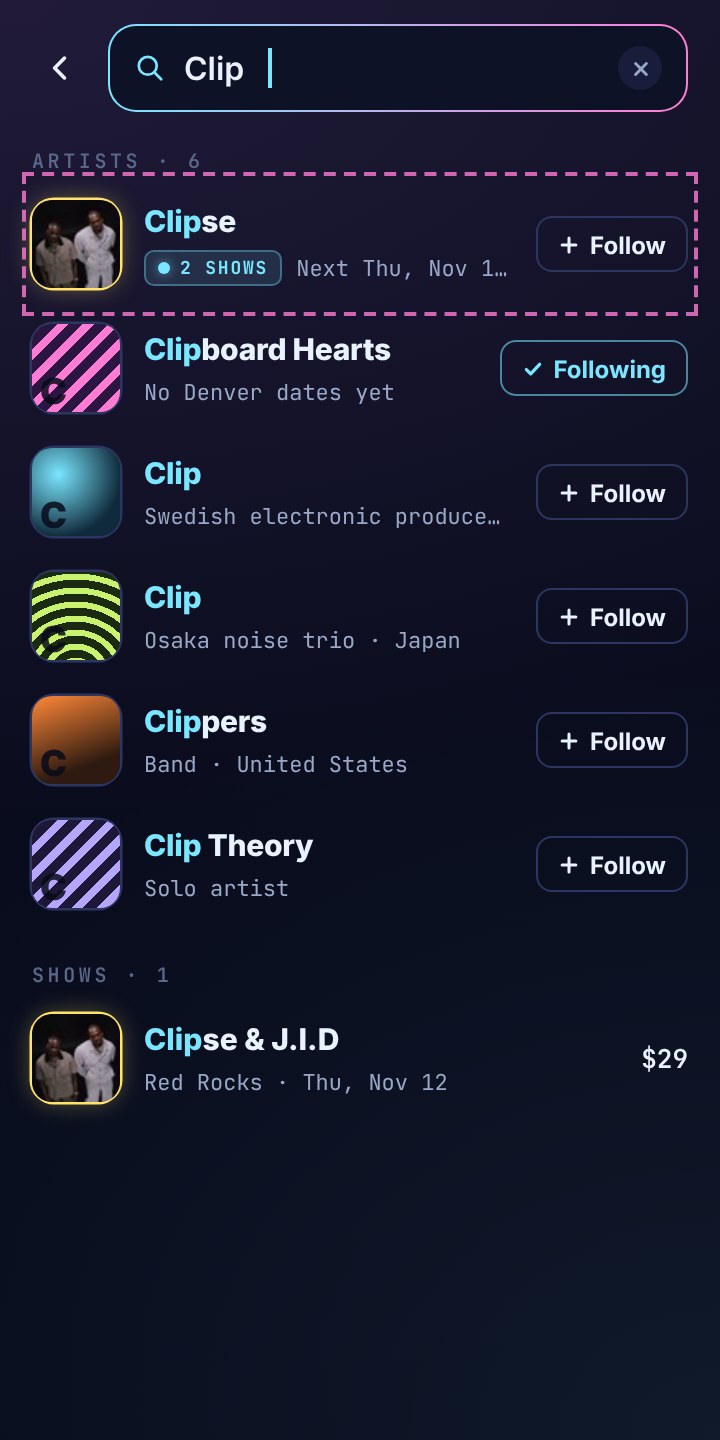 Clip
ARTISTS · 6
Clipse
+ Follow
2 SHOWS Next Thu, Nov 1…
Clipboard Hearts
Following
C
No Denver dates yet
Clip
+ Follow
C
Swedish electronic produce…
Clip
+ Follow
C
Osaka noise trio · Japan
Clippers
+ Follow
C
Band · United States
Clip Theory
+ Follow
C
Solo artist
SHOWS · 1
Clipse & J.I.D
$29
Red Rocks · Thu, Nov 12